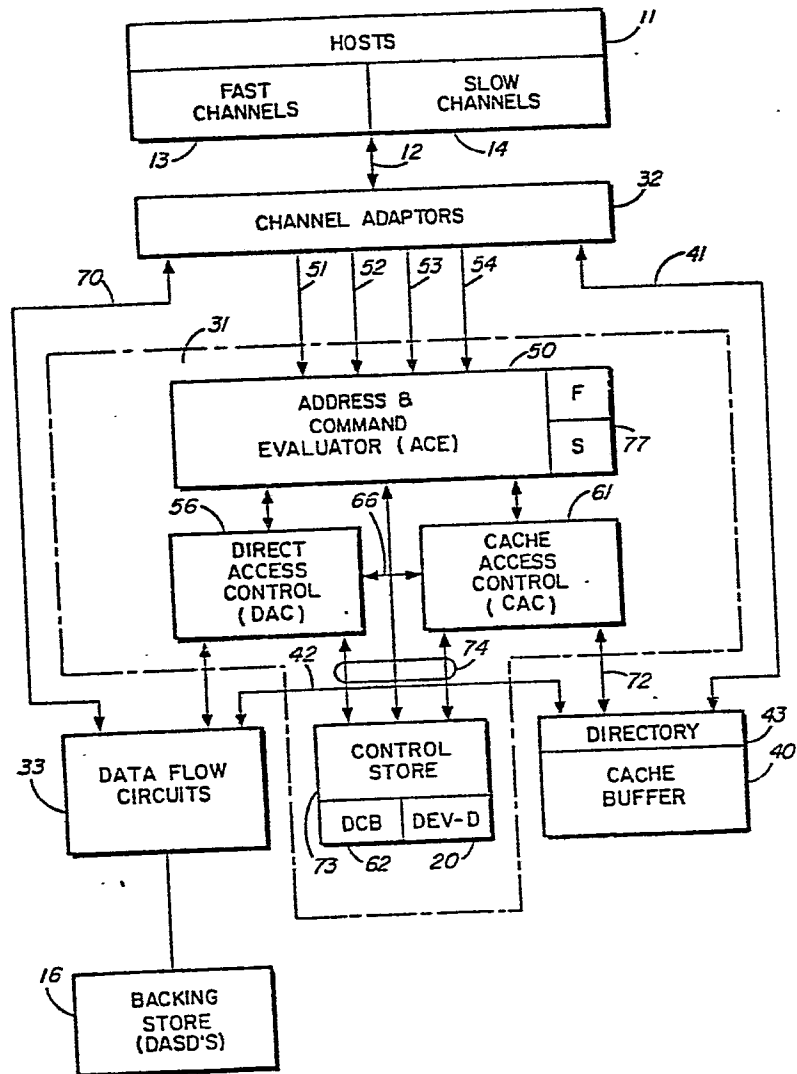 11
HOSTS
FAST
CHANNELS
SLOW
CHANNELS
13
12
14
32
CHANNEL ADAPTORS
70
51
52
53
54
41
31
50
ADDRESS &
COMMAND
EVALUATOR (ACE)
F
S
77
56
66
61
DIRECT
ACCESS
CONTROL
(DAC)
CACHE
ACCESS
CONTROL
(CAC)
42
74
72
33
DATA FLOW
CIRCUITS
CONTROL
STORE
DCB
DEV-D
73
62
20
DIRECTORY
43
CACHE
BUFFER
40
16
BACKING
STORE
(DASD'S)